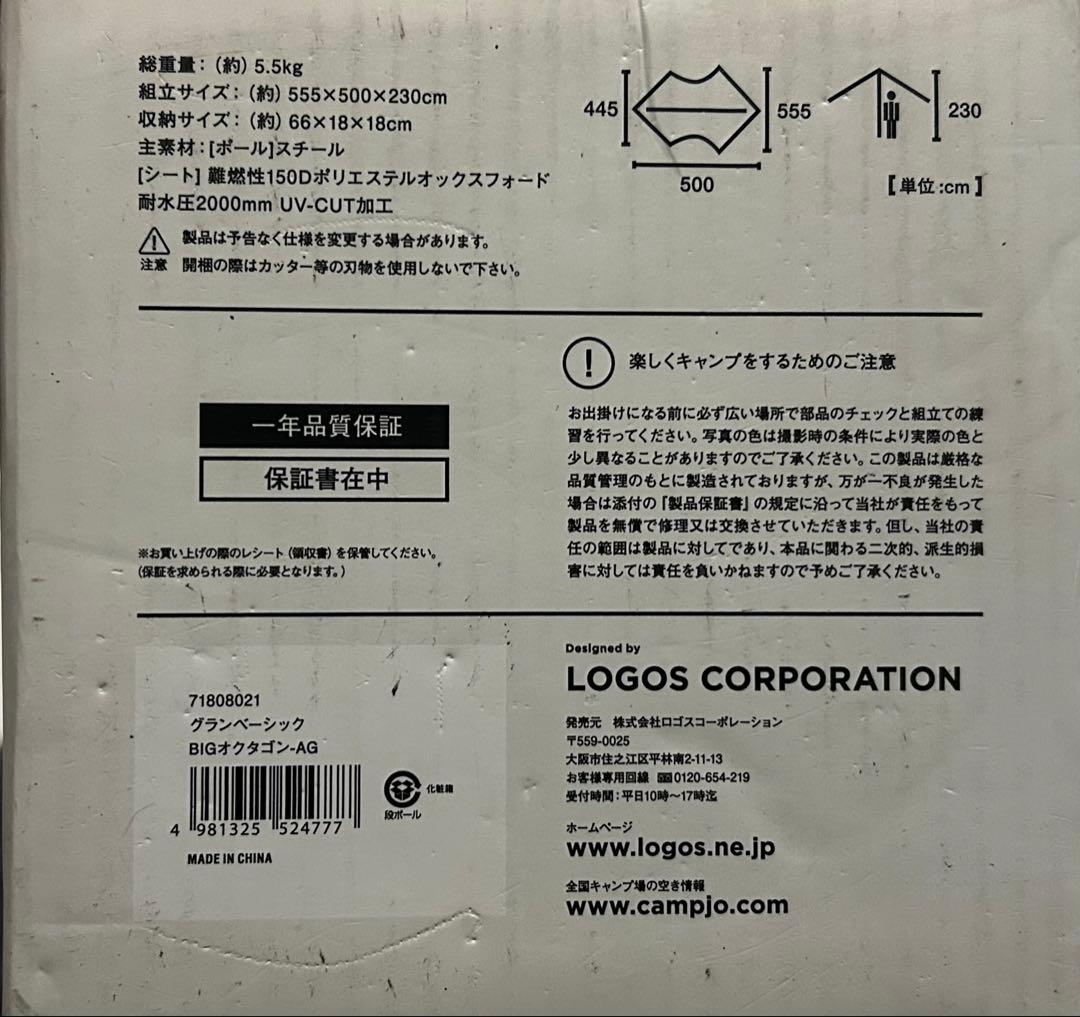 総重量：（約）5.5kg
組立サイズ：（約）555×500×230cm
収納サイズ：（約）66×18×18cm
主素材：[ポール]スチール
[シート] 難燃性150Dポリエステルオックスフォード
耐水圧2000mm UV-CUT加工
445
555
500
230
【単位:cm】
製品は予告なく仕様を変更する場合があります。
注意 開梱の際はカッター等の刃物を使用しないで下さい。
一年品質保証
保証書在中
※お買い上げの際のレシート（領収書）を保管してください。
（保証を求められる際に必要となります。）
! 楽しくキャンプをするためのご注意
お出掛けになる前に必ず広い場所で部品のチェックと組立ての練
習を行ってください。写真の色は撮影時の条件により実際の色と
少し異なることがありますのでご了承ください。この製品は厳格な
品質管理のもとに製造されておりますが、万が一不良が発生した
場合は添付の『製品保証書』の規定に沿って当社が責任をもって
製品を無償で修理又は交換させていただきます。但し、当社の責
任の範囲は製品に対してであり、本品に関わる二次的、派生的損
害に対しては責任を負いかねますので予めご了承ください。
71808021
グランベーシック
BIGオクタゴン-AG
4 981325 524777
MADE IN CHINA
化粧箱
段ボール
Designed by
LOGOS CORPORATION
発売元 株式会社ロゴスコーポレーション
〒559-0025
大阪市住之江区平林南2-11-13
お客様専用回線 0120-654-219
受付時間：平日10時〜17時迄
ホームページ
www.logos.ne.jp
全国キャンプ場の空き情報
www.campjo.com